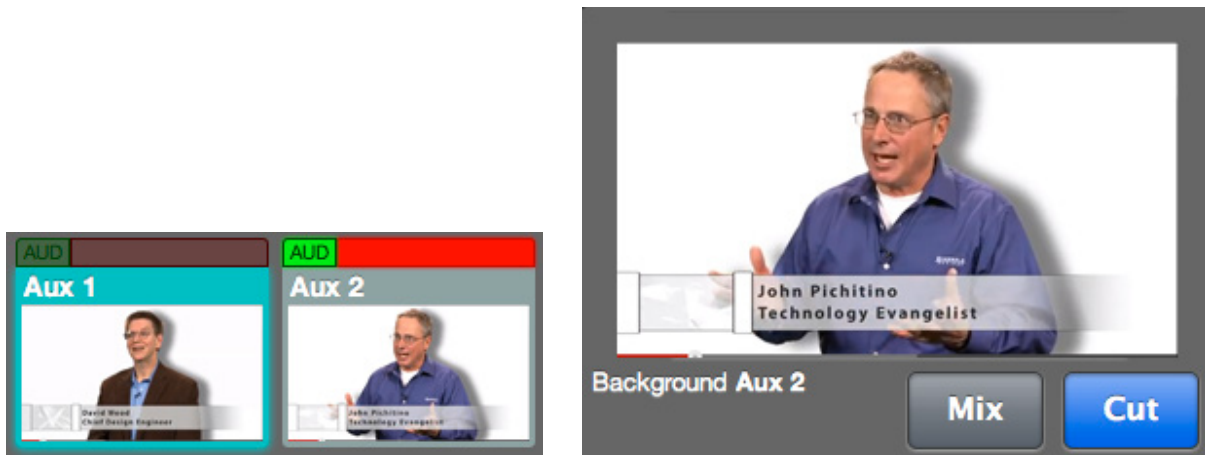 AUD
Aux 1
David Wood
Chief Design Engineer
AUD
Aux 2
John Pichitino
Technology Evangelist
John Pichitino
Technology Evangelist
Background Aux 2
Mix
Cut